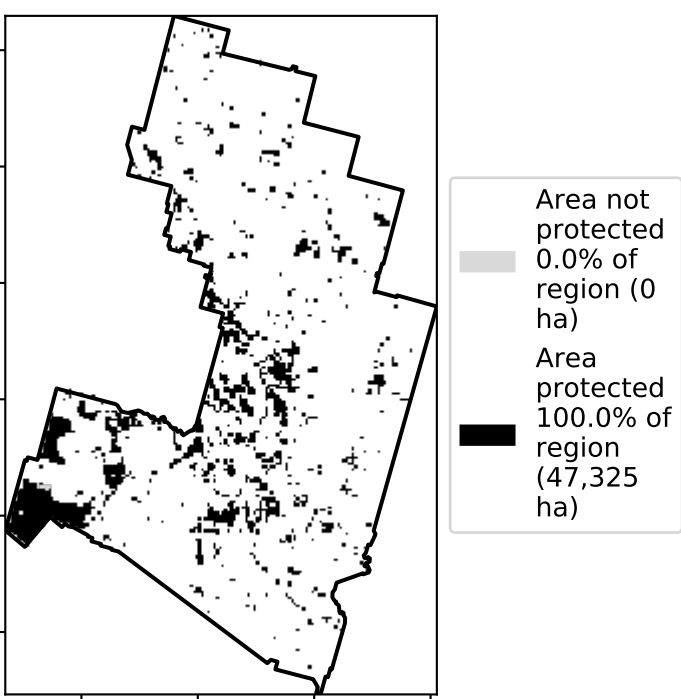 Area not
protected
0.0% of
region (0
ha)
Area
protected
100.0% of
region
(47,325
ha)